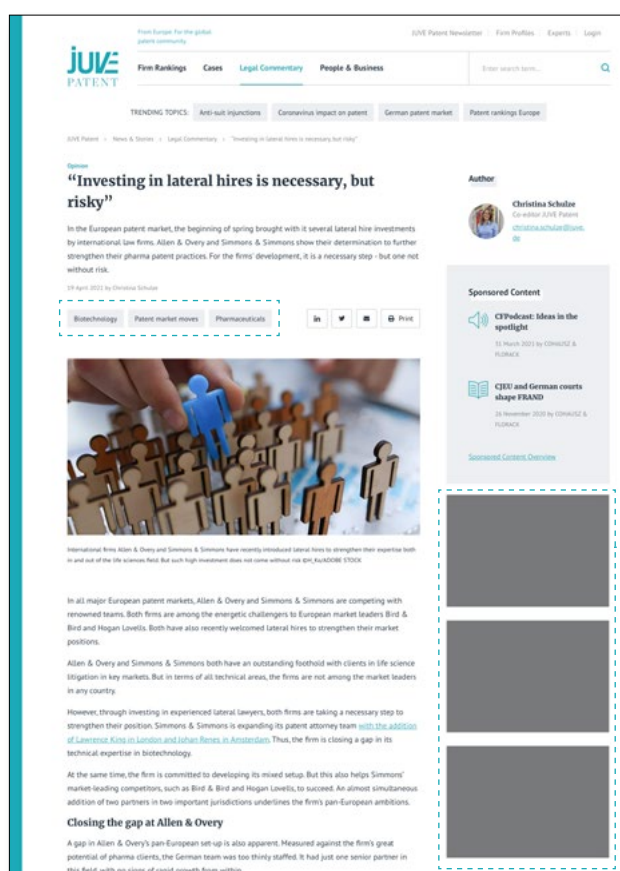 From Europe. For the global
patent community.
JUVE Patent Newsletter
Firm Profiles
Experts
Login
JUVE
PATENT
Firm Rankings
Cases
Legal Commentary
People & Business
Enter search term...
TRENDING TOPICS:
Anti-suit injunctions
Coronavirus impact on patent
German patent market
Patent rankings Europe
JUVE Patent > News & Stories > Legal Commentary > "Investing in lateral hires is necessary, but risky"
Opinion
“Investing in lateral hires is necessary, but
risky”
In the European patent market, the beginning of spring brought with it several lateral hire investments
by international law firms. Allen & Overy and Simmons & Simmons show their determination to further
strengthen their pharma patent practices. For the firms' development, it is a necessary step - but one not
without risk.
19 April 2021 by Christina Schulze
Biotechnology
Patent market moves
Pharmaceuticals
in
Print
Author
Christina Schulze
Co-editor JUVE Patent
christina.schulze@juve.
de
Sponsored Content
CFPodcast: Ideas in the
spotlight
31 March 2021 by COHAUSZ &
FLORACK
CJEU and German courts
shape FRAND
16 November 2020 by COHAUSZ &
FLORACK
Sponsored Content Overview
International firms Allen & Overy and Simmons & Simmons have recently introduced lateral hires to strengthen their expertise both
in and out of the life sciences field. But such high investment does not come without risk ©H_Ko/ADOBE STOCK
In all major European patent markets, Allen & Overy and Simmons & Simmons are competing with
renowned teams. Both firms are among the energetic challengers to European market leaders Bird &
Bird and Hogan Lovells. Both have also recently welcomed lateral hires to strengthen their market
positions.
Allen & Overy and Simmons & Simmons both have an outstanding foothold with clients in life science
litigation in key markets. But in terms of all technical areas, the firms are not among the market leaders
in any country.
However, through investing in experienced lateral lawyers, both firms are taking a necessary step to
strengthen their position. Simmons & Simmons is expanding its patent attorney team with the addition
of Lawrence King in London and Johan Renes in Amsterdam. Thus, the firm is closing a gap in its
technical expertise in biotechnology.
At the same time, the firm is committed to developing its mixed setup. But this also helps Simmons'
market-leading competitors, such as Bird & Bird and Hogan Lovells, to succeed. An almost simultaneous
addition of two partners in two important jurisdictions underlines the firm's pan-European ambitions.
Closing the gap at Allen & Overy
A gap in Allen & Overy's pan-European set-up is also apparent. Measured against the firm's great
potential of pharma clients, the German team was too thinly staffed. It had just one senior partner in
this field, with no signs of rapid growth from within.